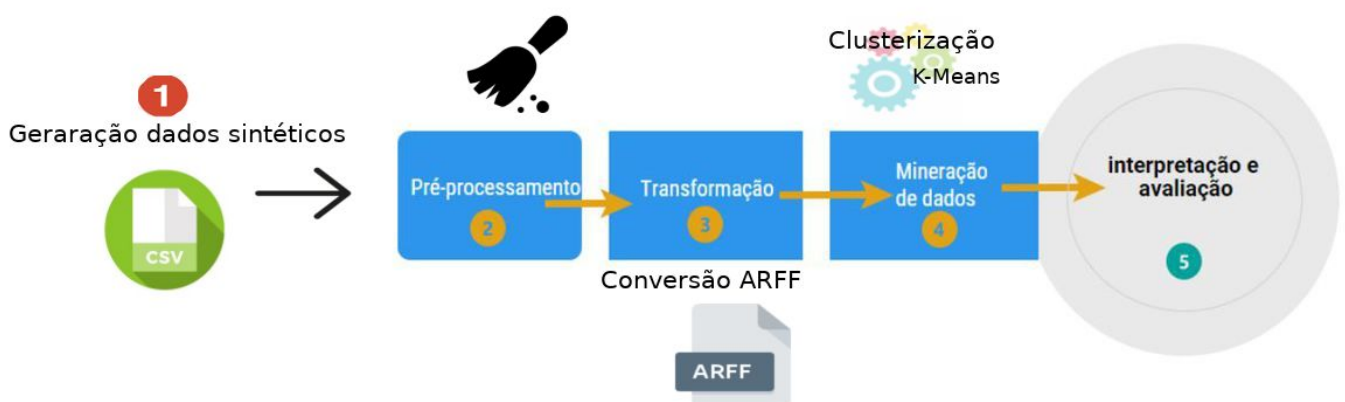 1
Geraração dados sintéticos
CSV
Pré-processamento
2
Transformação
3
Conversão ARFF
ARFF
Clusterização
K-Means
Mineração
de dados
4
interpretação e
avaliação
5